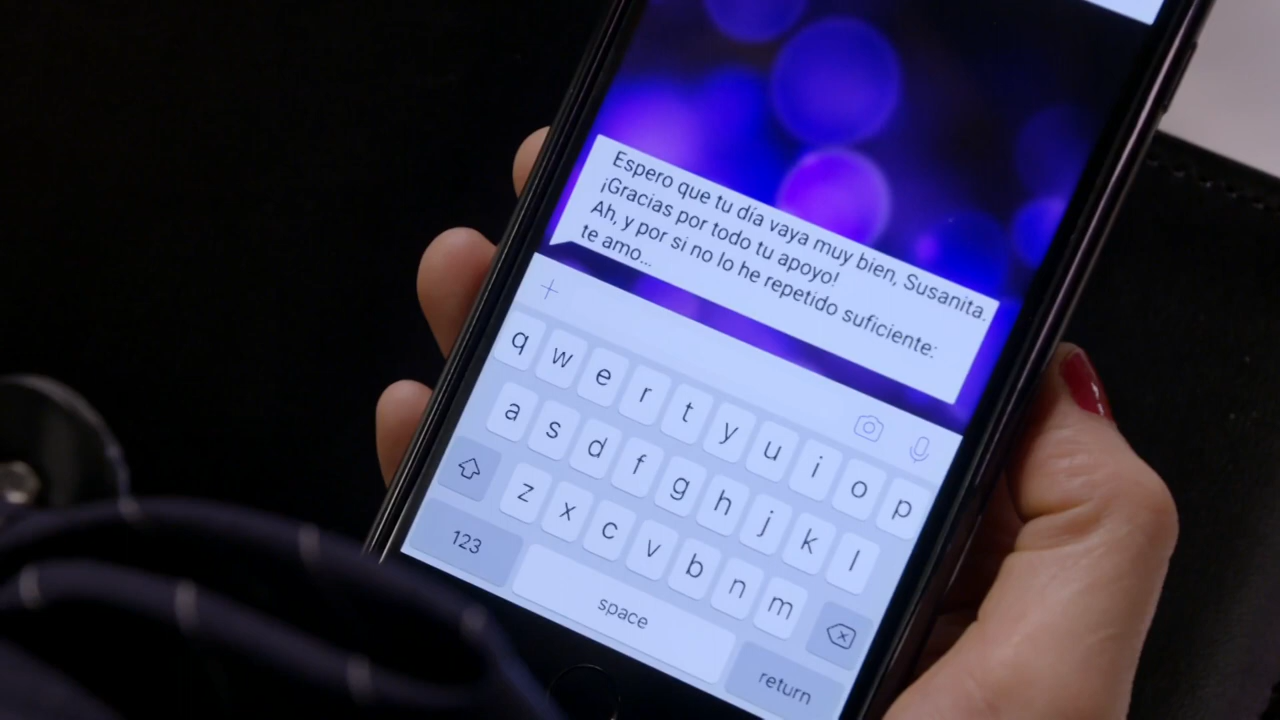 Espero que tu día vaya muy bien, Susanita.
¡Gracias por todo tu apoyo!
Ah, y por si no lo he repetido suficiente:
te amo...
q w e r t y u i o p
a s d f g h j k l
z x c v b n m
123 space return